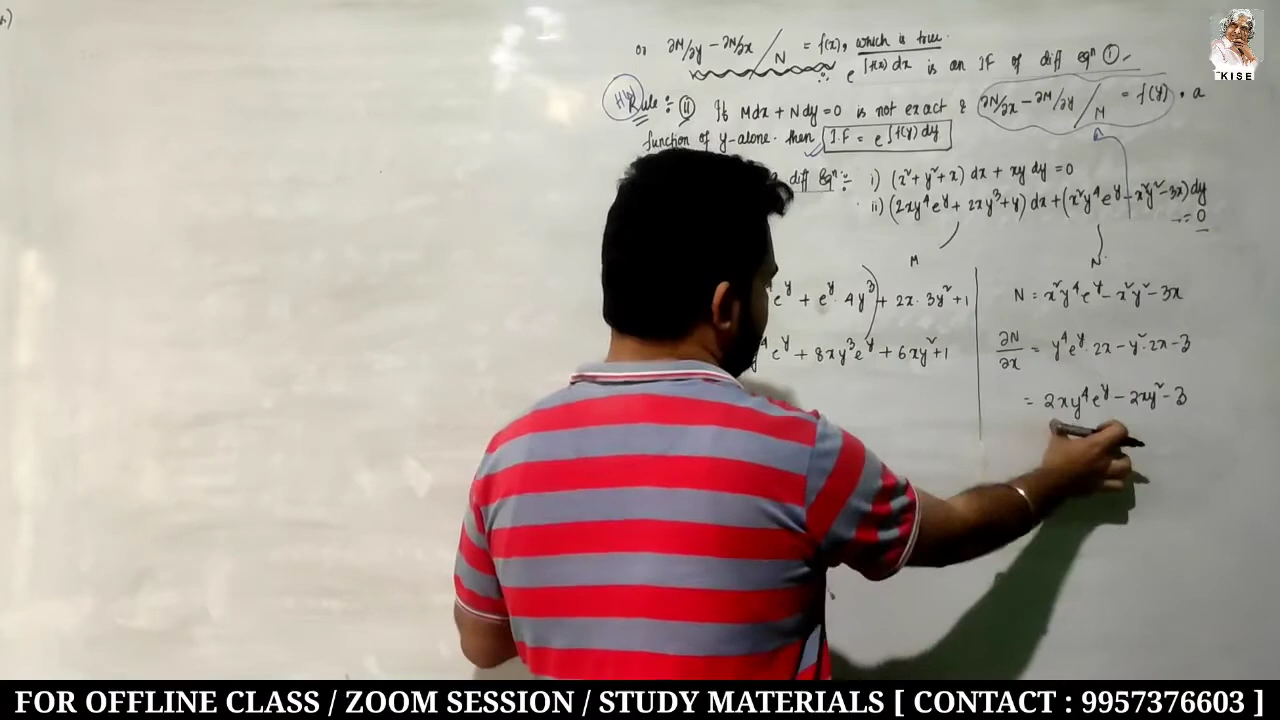 or ∂M/∂y - ∂N/∂x / N = f(x), which is true.
∴ e^∫f(x)dx is an IF of diff eqn ①.
H/W Rule ÷ ⑪ If Mdx + Ndy = 0 is not exact & ∂N/∂x - ∂M/∂y / M = f(y), a
function of y-alone. then I.F = e^∫f(y)dy
diff Eqn :- i) (x² + y² + x) dx + xy dy = 0
ii) (2xy⁴e^y + 2xy³ + y) dx + (x²y⁴e^y - x²y² - 3x) dy
= 0
M N
e^y + e^y. 4y³) + 2x. 3y² + 1
e^y + 8xy³e^y + 6xy² + 1
N = x²y⁴e^y - x²y² - 3x
∂N/∂x = y⁴e^y. 2x - y². 2x - 3
= 2xy⁴e^y - 2xy² - 3
KISE
FOR OFFLINE CLASS / ZOOM SESSION / STUDY MATERIALS [ CONTACT : 9957376603 ]